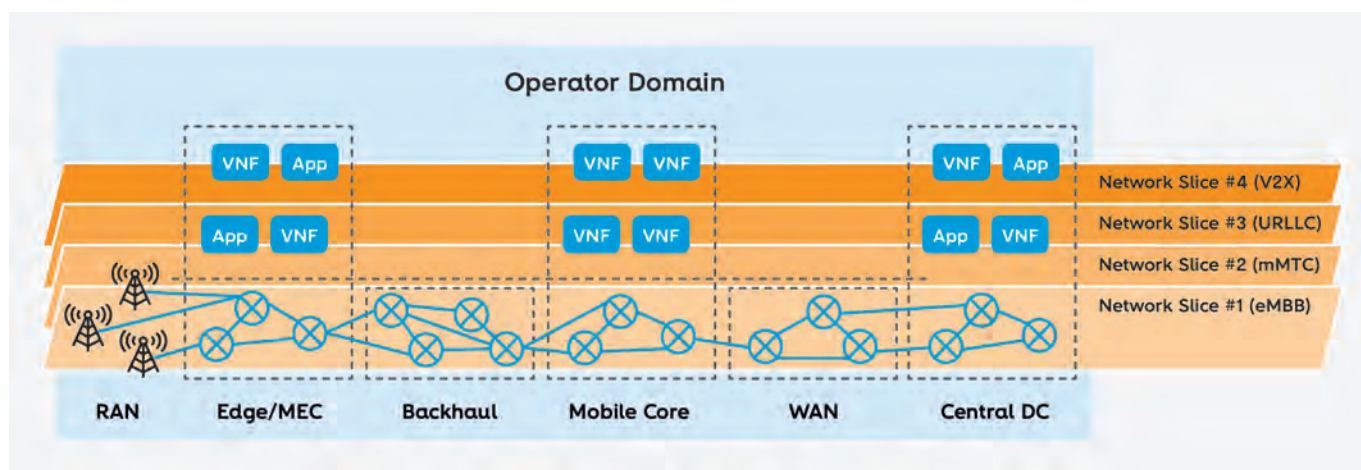 Operator Domain
VNF App VNF VNF VNF App
Network Slice #4 (V2X)
App VNF VNF VNF App VNF
Network Slice #3 (URLLC)
Network Slice #2 (mMTC)
Network Slice #1 (eMBB)
RAN Edge/MEC Backhaul Mobile Core WAN Central DC